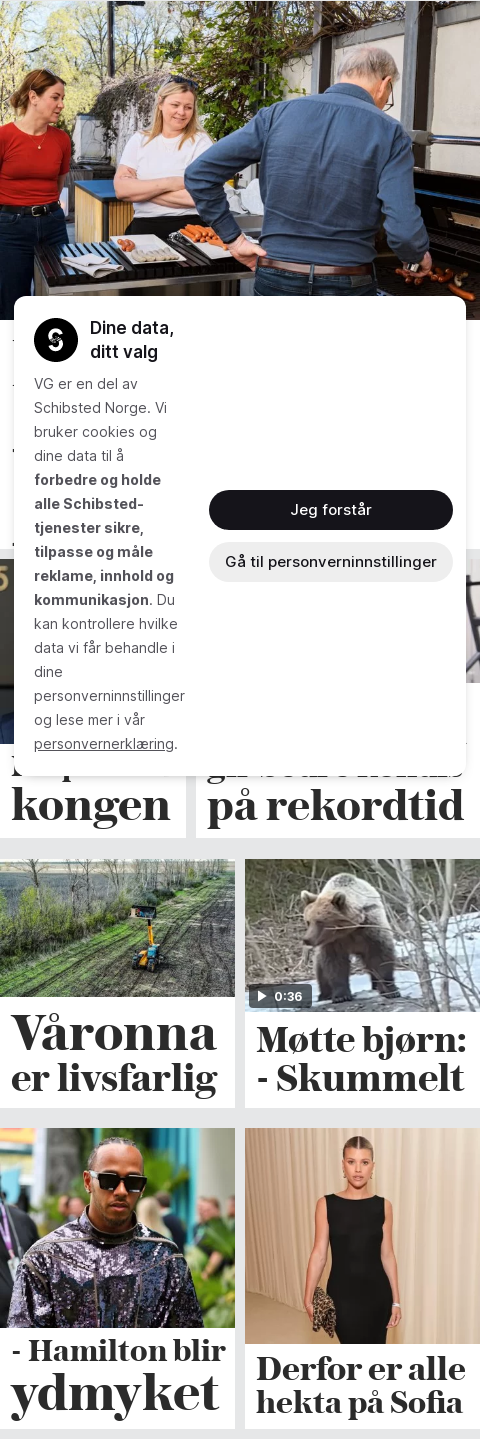 Dine data,
ditt valg
VG er en del av
Schibsted Norge. Vi
bruker cookies og
dine data til å
forbedre og holde
alle Schibsted-
tjenester sikre,
tilpasse og måle
reklame, innhold og
kommunikasjon. Du
kan kontrollere hvilke
data vi får behandle i
dine
personverninnstillinger
og lese mer i vår
personvernerklæring.
Jeg forstår
Gå til personverninnstillinger
kongen
på rekordtid
Våronna
er livsfarlig
0:36
Møtte bjørn:
- Skummelt
- Hamilton blir
ydmyket
Derfor er alle
hekta på Sofia